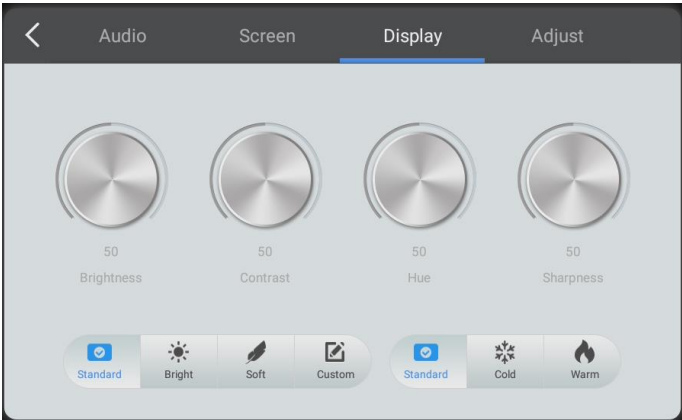 Audio Screen Display Adjust
50 50 50 50
Brightness Contrast Hue Sharpness
Standard Bright Soft Custom Standard Cold Warm